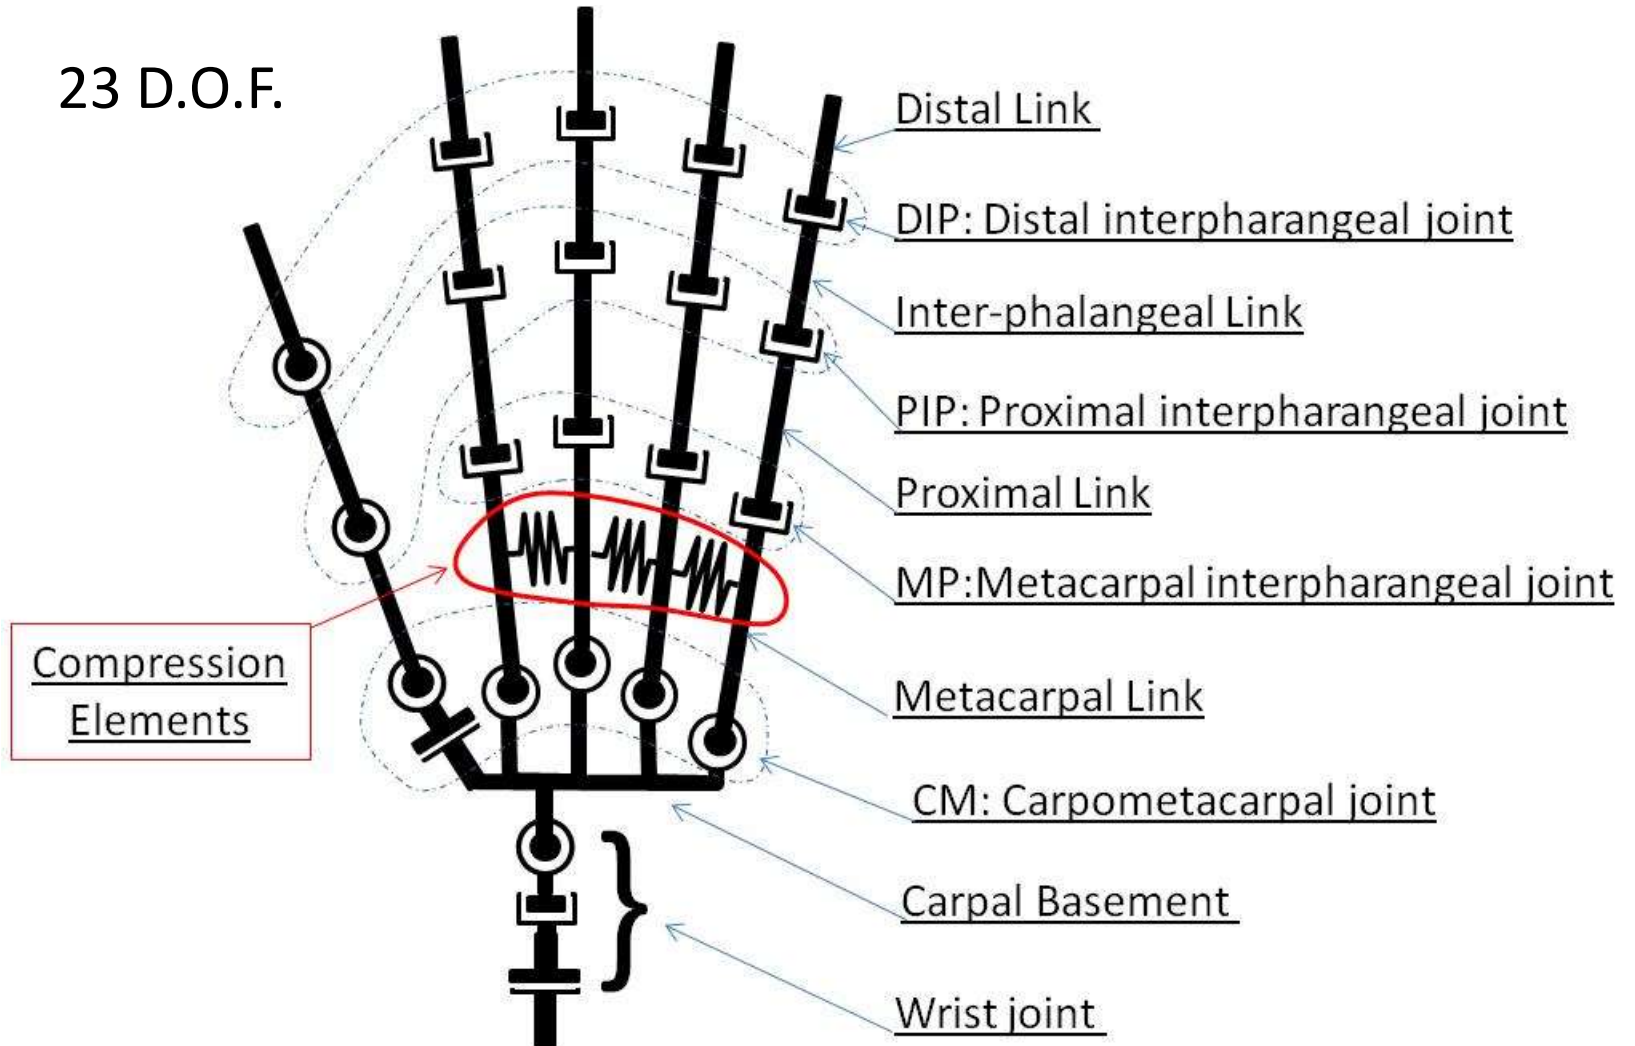 23 D.O.F.
Distal Link
DIP: Distal interpharangeal joint
Inter-phalangeal Link
PIP: Proximal interpharangeal joint
Proximal Link
MP:Metacarpal interpharangeal joint
Compression
Elements
Metacarpal Link
CM: Carpometacarpal joint
Carpal Basement
Wrist joint